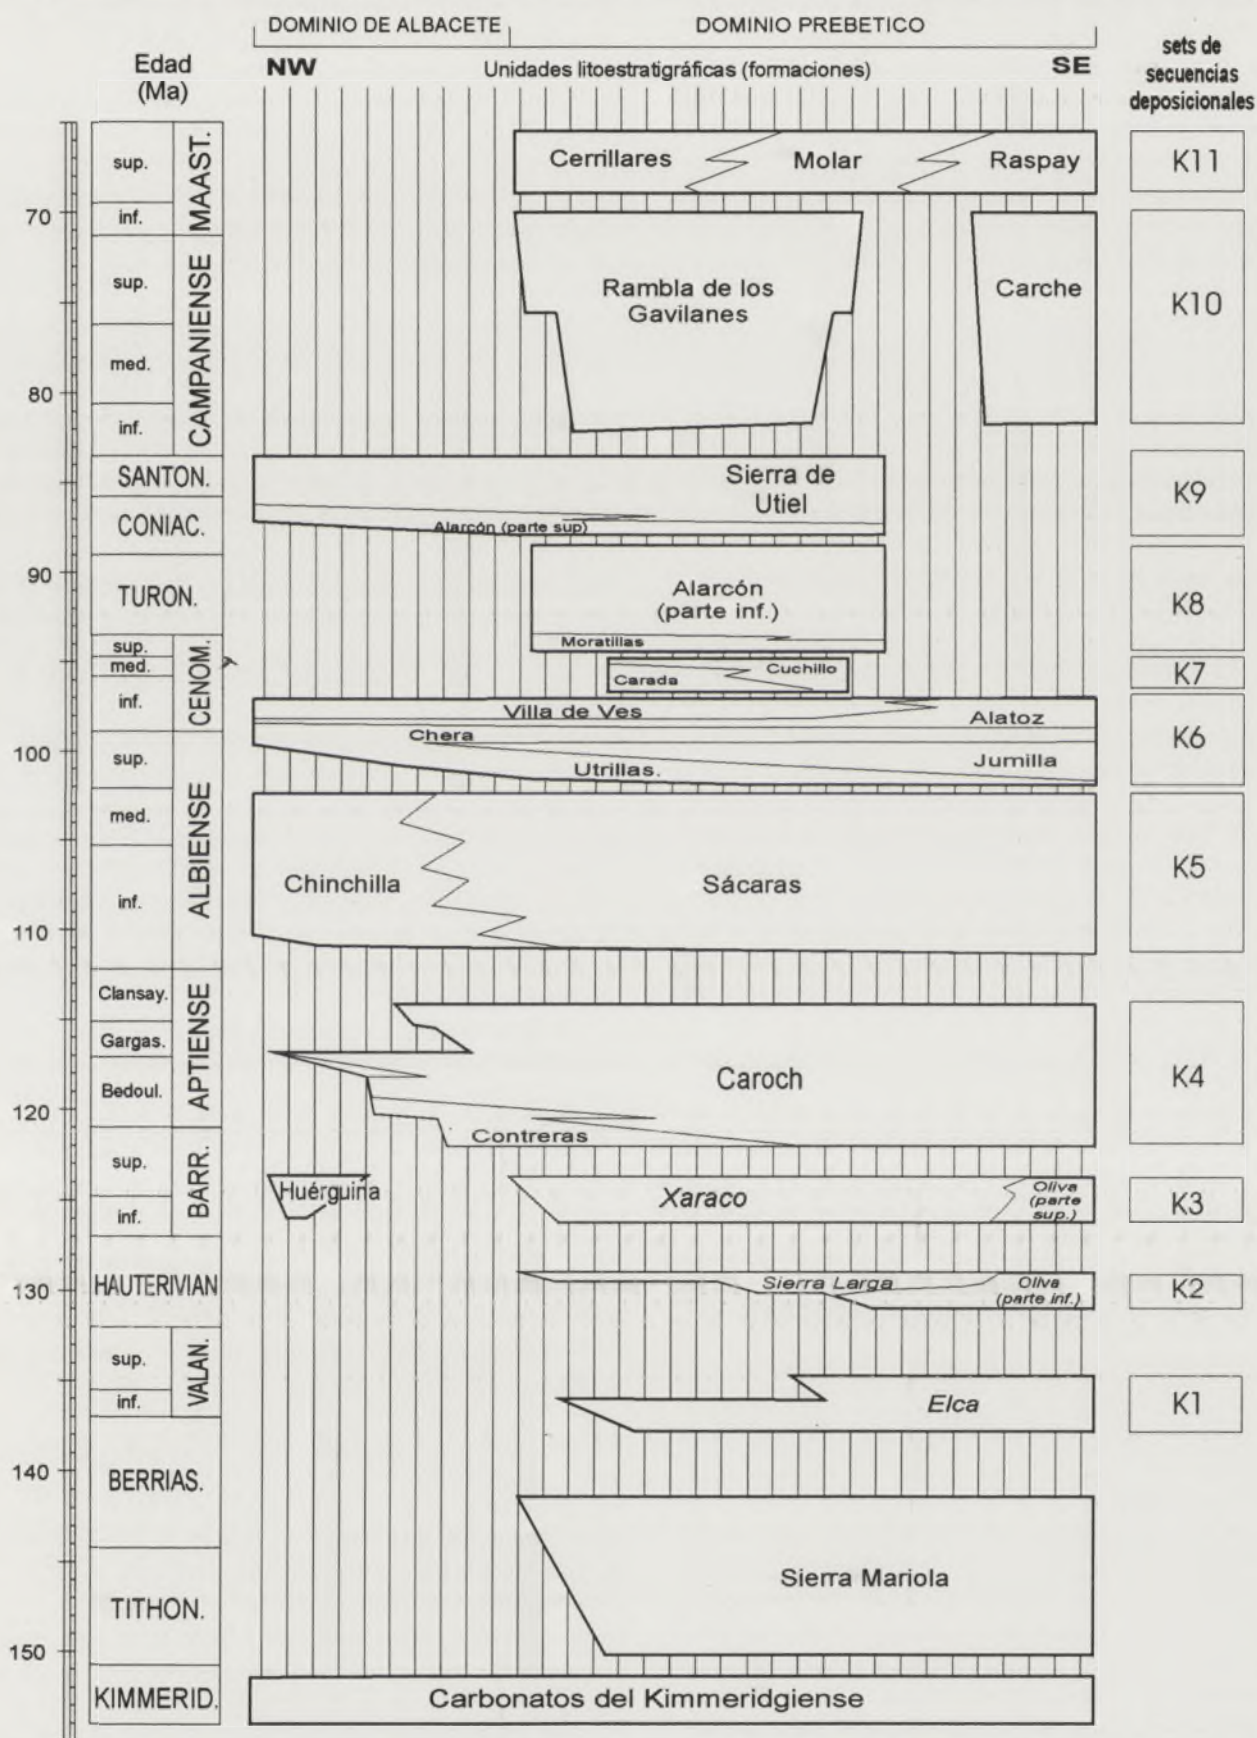 DOMINIO DE ALBACETE
DOMINIO PREBETICO
Edad
(Ma)
NW
Unidades litoestratigráficas (formaciones)
SE
sets de
secuencias
deposicionales
sup.
MAAST.
Cerrillares
Molar
Raspay
K11
70
inf.
sup.
CAMPANIENSE
Rambla de los
Gavilanes
Carche
K10
med.
80
inf.
SANTON.
Sierra de
Utiel
K9
CONIAC.
Alarcón (parte sup)
90
TURON.
Alarcón
(parte inf.)
K8
Moratillas
sup.
CENOM.
med.
Cuchillo
Carada
K7
inf.
Villa de Ves
Alatoz
K6
Chera
100
sup.
Utrillas.
Jumilla
med.
ALBIENSE
Chinchilla
Sácaras
K5
inf.
110
Clansay.
APTIENSE
Gargas.
Caroch
K4
Bedoul.
120
Contreras
sup.
BARR.
Huérguina
Xaraco
Oliva
(parte
sup.)
K3
inf.
HAUTERIVIAN
130
Sierra Larga
Oliva
(parte inf.)
K2
sup.
VALAN.
inf.
Elca
K1
140
BERRIAS.
TITHON.
Sierra Mariola
150
KIMMERID.
Carbonatos del Kimmeridgiense